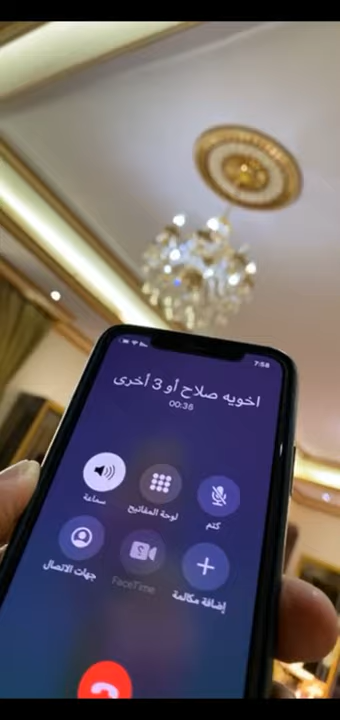 7:58
اخويه صلاح أو 3 أخرى
00:36
كتم
لوحة المفاتيح
سماعة
إضافة مكالمة
FaceTime
جهات الاتصال